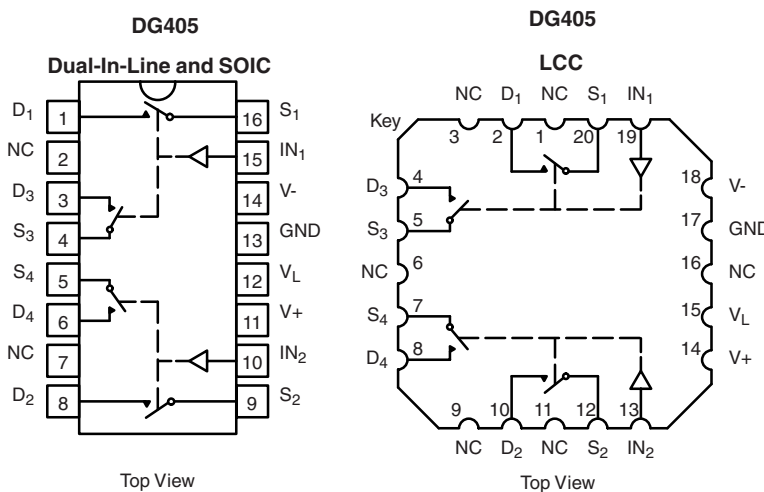 DG405
Dual-In-Line and SOIC
D1 1 16 S1
NC 2 15 IN1
D3 3 14 V-
S3 4 13 GND
S4 5 12 VL
D4 6 11 V+
NC 7 10 IN2
D2 8 9 S2
Top View
DG405
LCC
NC D1 NC S1 IN1
Key 3 2 1 20 19
D3 4 18 V-
S3 5 17 GND
NC 6 16 NC
S4 7 15 VL
D4 8 14 V+
9 10 11 12 13
NC D2 NC S2 IN2
Top View